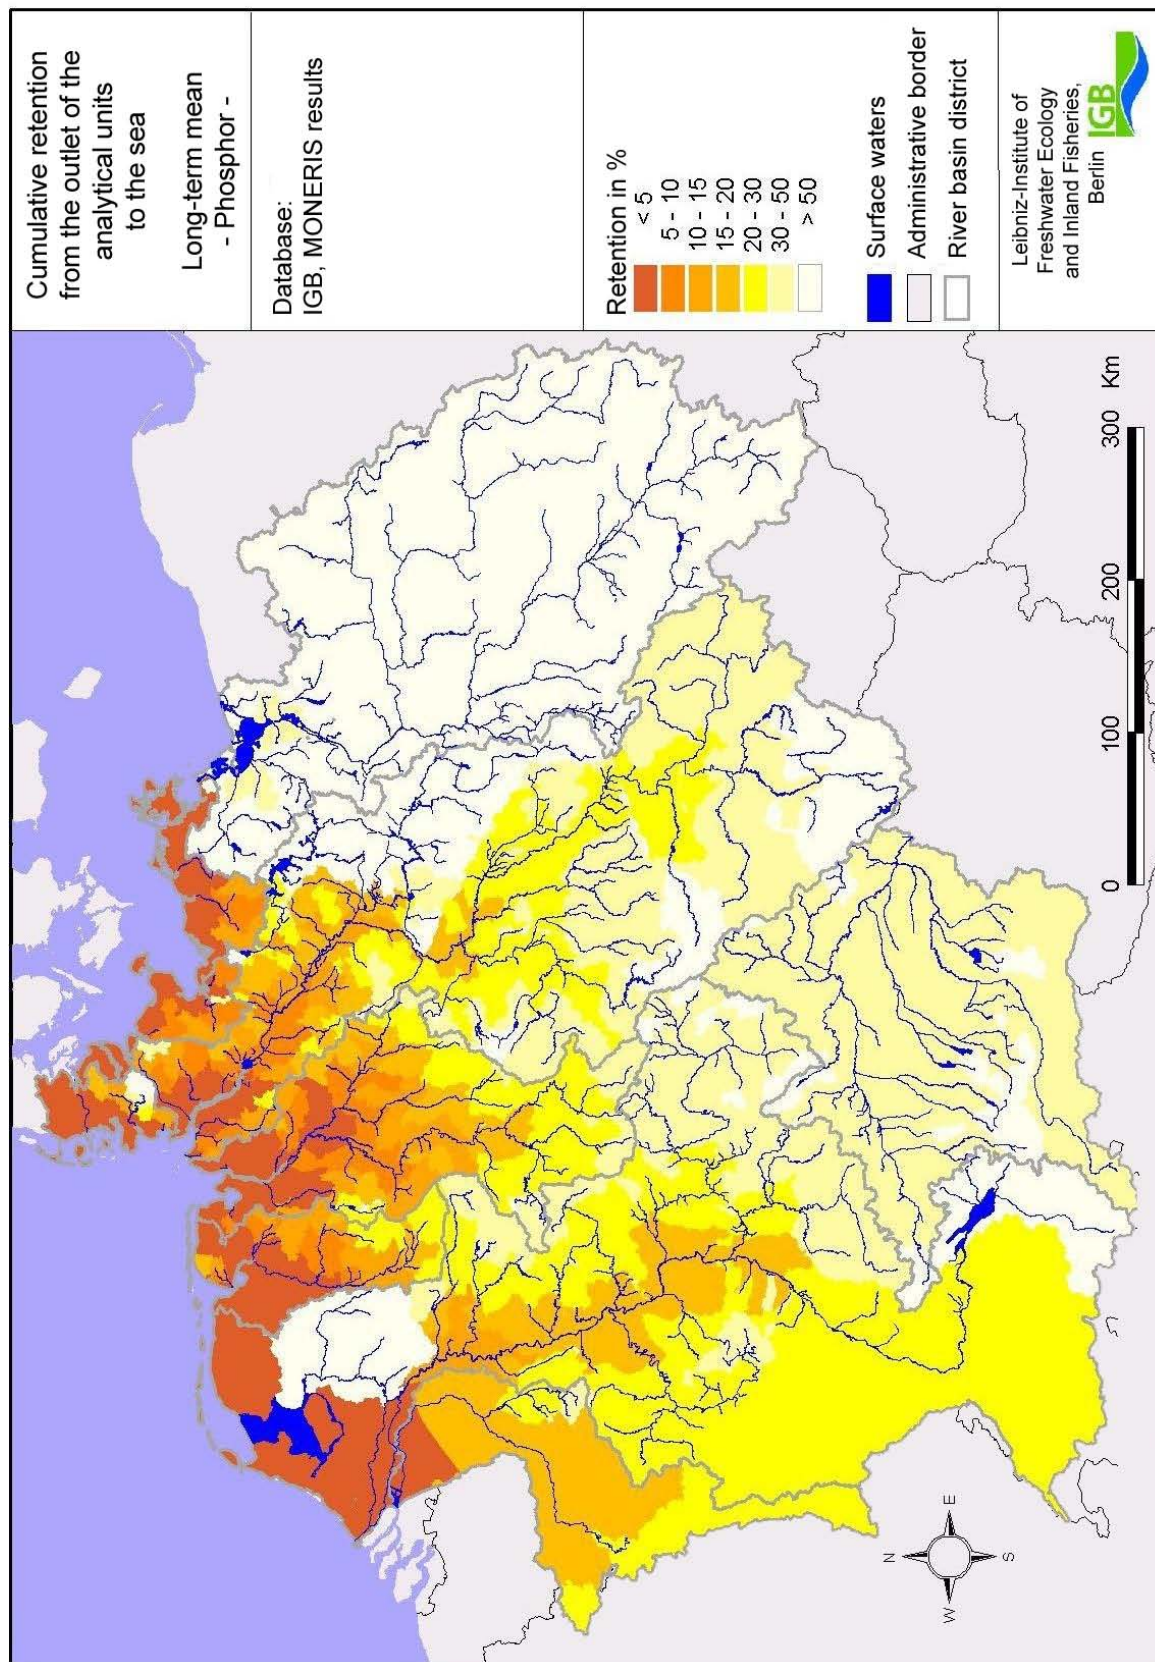 Cumulative retention
from the outlet of the
analytical units
to the sea
Long-term mean
- Phosphor -
Database:
IGB, MONERIS results
Retention in %
< 5
5 - 10
10 - 15
15 - 20
20 - 30
30 - 50
> 50
Surface waters
Administrative border
River basin district
Leibniz-Institute of
Freshwater Ecology
and Inland Fisheries,
Berlin
IGB
N
W
E
S
0 100 200 300 Km